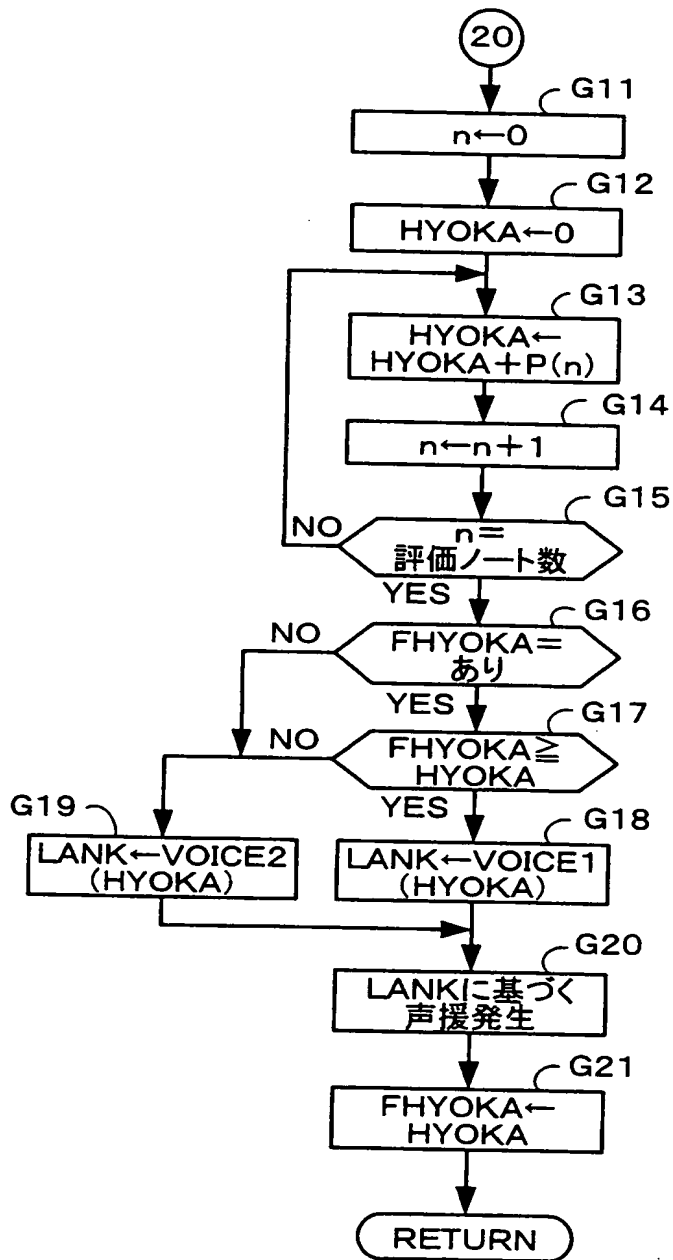 20
G11
n←0
G12
HYOKA←0
G13
HYOKA←
HYOKA+P(n)
G14
n←n+1
G15
NO
n=
評価ノート数
YES
G16
NO
FHYOKA=
あり
YES
G17
NO
FHYOKA≧
HYOKA
G19
YES
G18
LANK←VOICE2
(HYOKA)
LANK←VOICE1
(HYOKA)
G20
LANKに基づく
声援発生
G21
FHYOKA←
HYOKA
RETURN